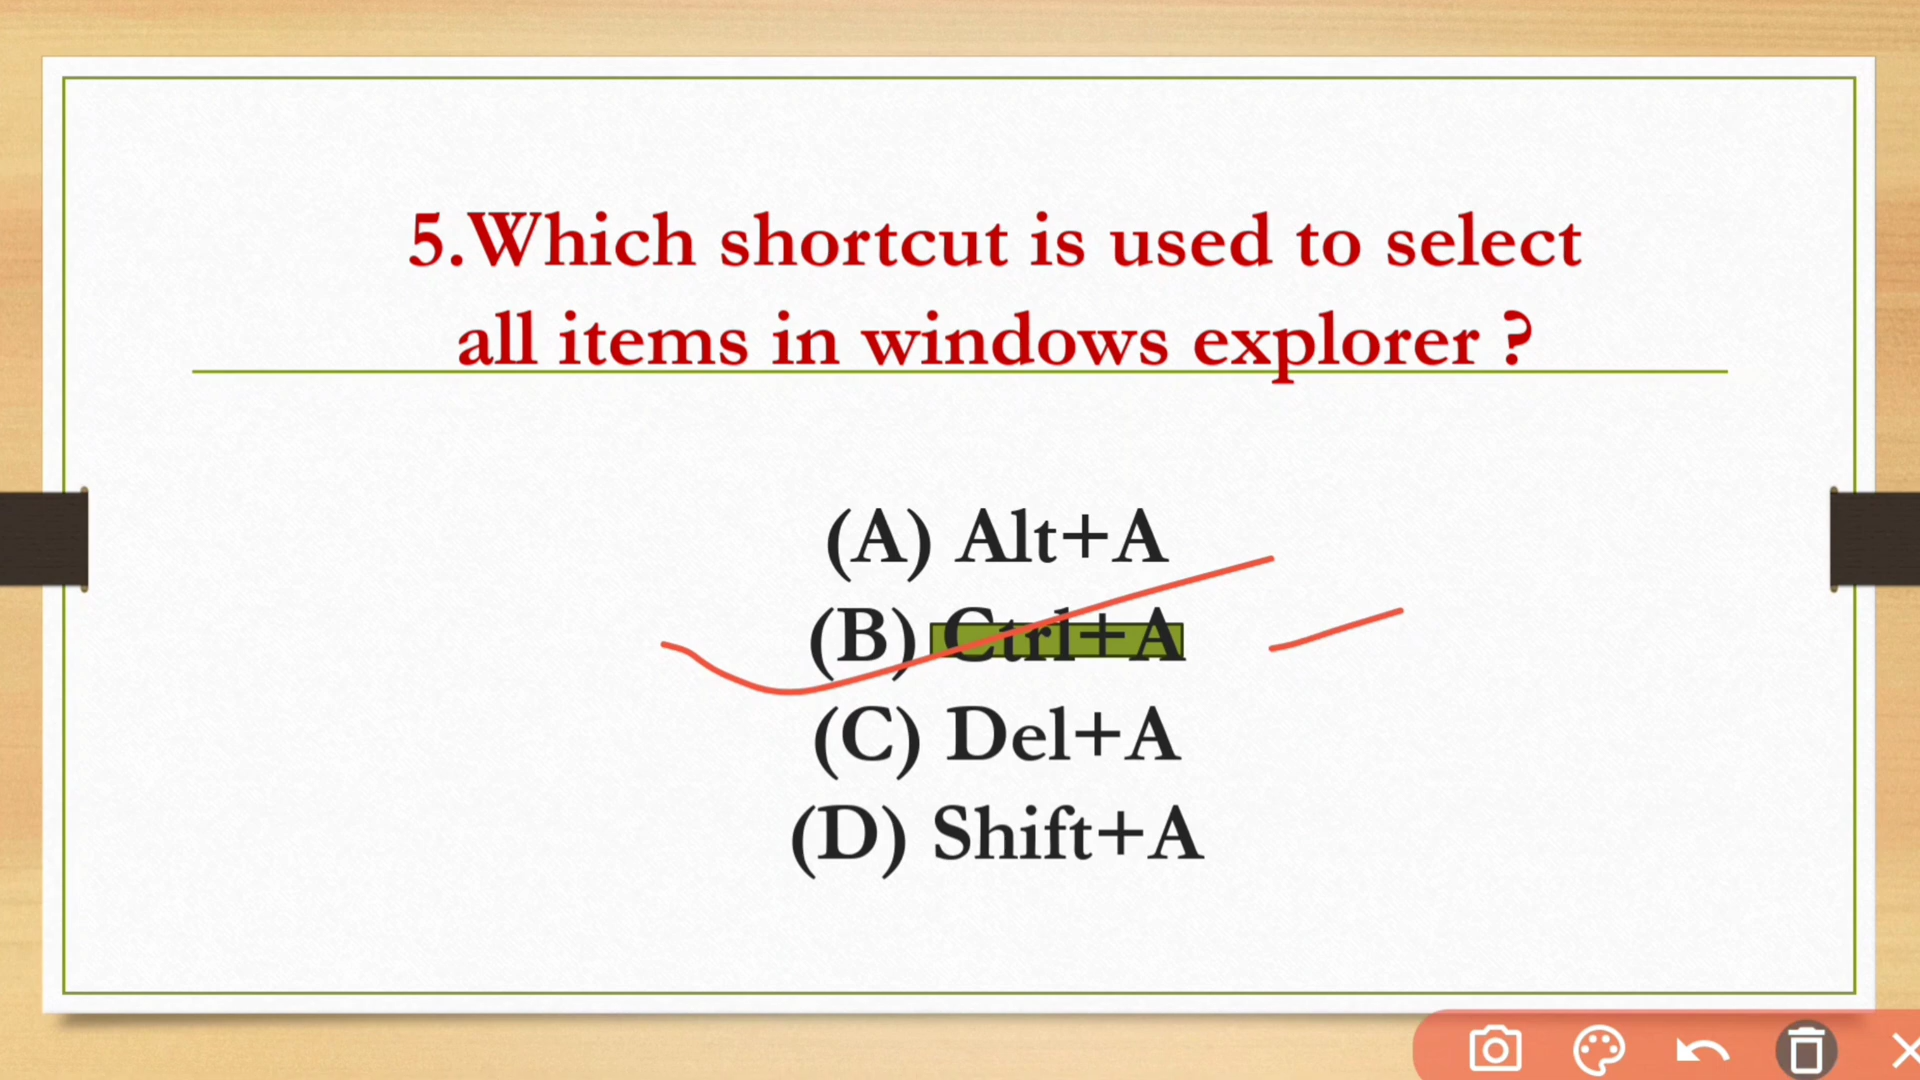 5.Which shortcut is used to select
all items in windows explorer ?
(A) Alt+A
(B) Ctrl+A
(C) Del+A
(D) Shift+A